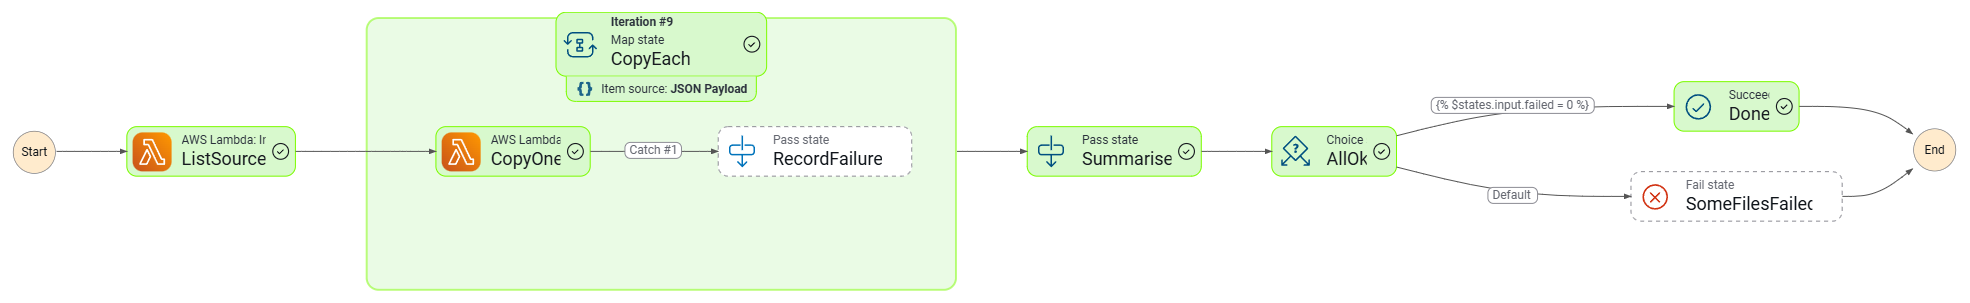 Start
AWS Lambda: Ir
ListSource
Iteration #9
Map state
CopyEach
{} Item source: JSON Payload
AWS Lambda
CopyOne
Catch #1
Pass state
RecordFailure
Pass state
Summarise
Choice
AllOk
{% $states.input.failed = 0 %}
Default
Succee
Done
Fail state
SomeFilesFailed
End